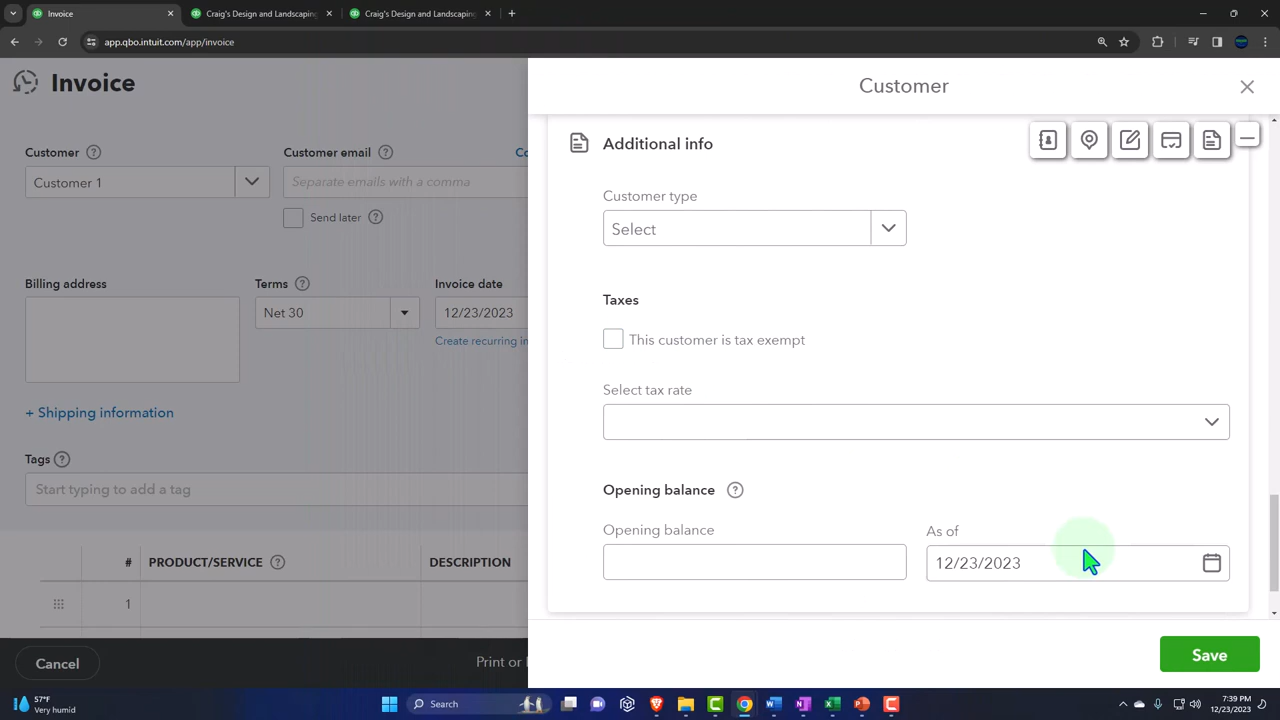 Invoice
Craig's Design and Landscaping
Craig's Design and Landscaping
app.qbo.intuit.com/app/invoice
Invoice
Customer
Customer
Customer email
Customer 1
Separate emails with a comma
Send later
Billing address
Terms
Invoice date
Net 30
12/23/2023
+ Shipping information
Tags
Start typing to add a tag
#
PRODUCT/SERVICE
DESCRIPTION
1
Cancel
Print or
Additional info
Customer type
Select
Taxes
This customer is tax exempt
Select tax rate
Opening balance
Opening balance
As of
12/23/2023
Save
57°F
Very humid
Search
7:39 PM
12/23/2023